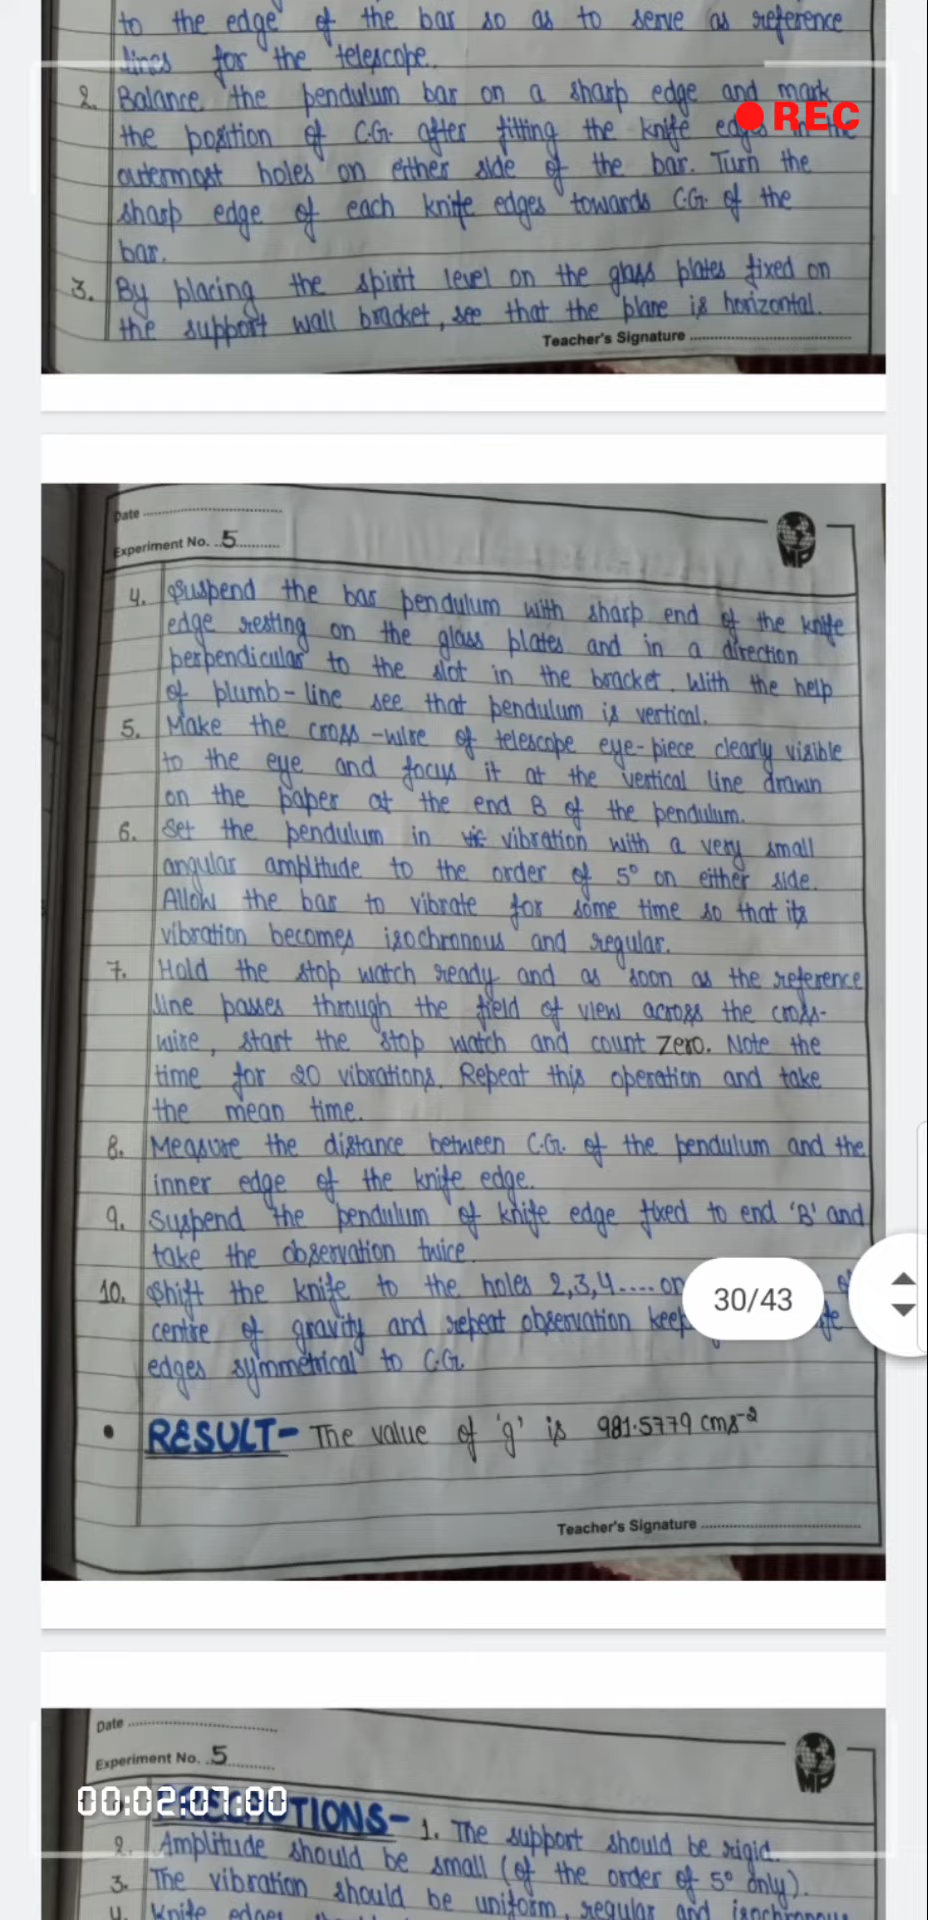 to the edge of the bar so as to serve as reference
lines for the telescope.
2. Balance the pendulum bar on a sharp edge and mark
REC
the position of C.G. after fitting the knife edges in the
outermost holes on either side of the bar. Turn the
sharp edge of each knife edges towards C.G. of the
bar.
3. By placing the spirit level on the glass plates fixed on
the support wall bracket, see that the plane is horizontal.
Teacher's Signature
Date
Experiment No. 5
MP
4. Suspend the bar pendulum with sharp end of the knife
edge resting on the glass plates and in a direction
perpendicular to the slot in the bracket. With the help
of plumb-line see that pendulum is vertical.
5. Make the cross-wire of telescope eye-piece clearly visible
to the eye and focus it at the vertical line drawn
on the paper at the end B of the pendulum.
6. Set the pendulum in vibration with a very small
angular amplitude to the order of 5° on either side.
Allow the bar to vibrate for some time so that its
vibration becomes isochronous and regular.
7. Hold the stop watch ready and as soon as the reference
line passes through the field of view across the cross-
wire, start the stop watch and count zero. Note the
time for 20 vibrations. Repeat this operation and take
the mean time.
8. Measure the distance between C.G. of the pendulum and the
inner edge of the knife edge.
9. Suspend the pendulum of knife edge fixed to end 'B' and
take the observation twice.
10. Shift the knife to the holes 2,3,4.... on
30/43
centre of gravity and repeat observation
edges symmetrical to C.G.
• RESULT- The value of 'g' is 981.5779 cms⁻²
Teacher's Signature
Date
Experiment No. 5
MP
00:02:07:00
PRECAUTIONS- 1. The support should be rigid.
2. Amplitude should be small (of the order of 5° only).
3. The vibration should be uniform, regular and isochronous
4. Knife edges